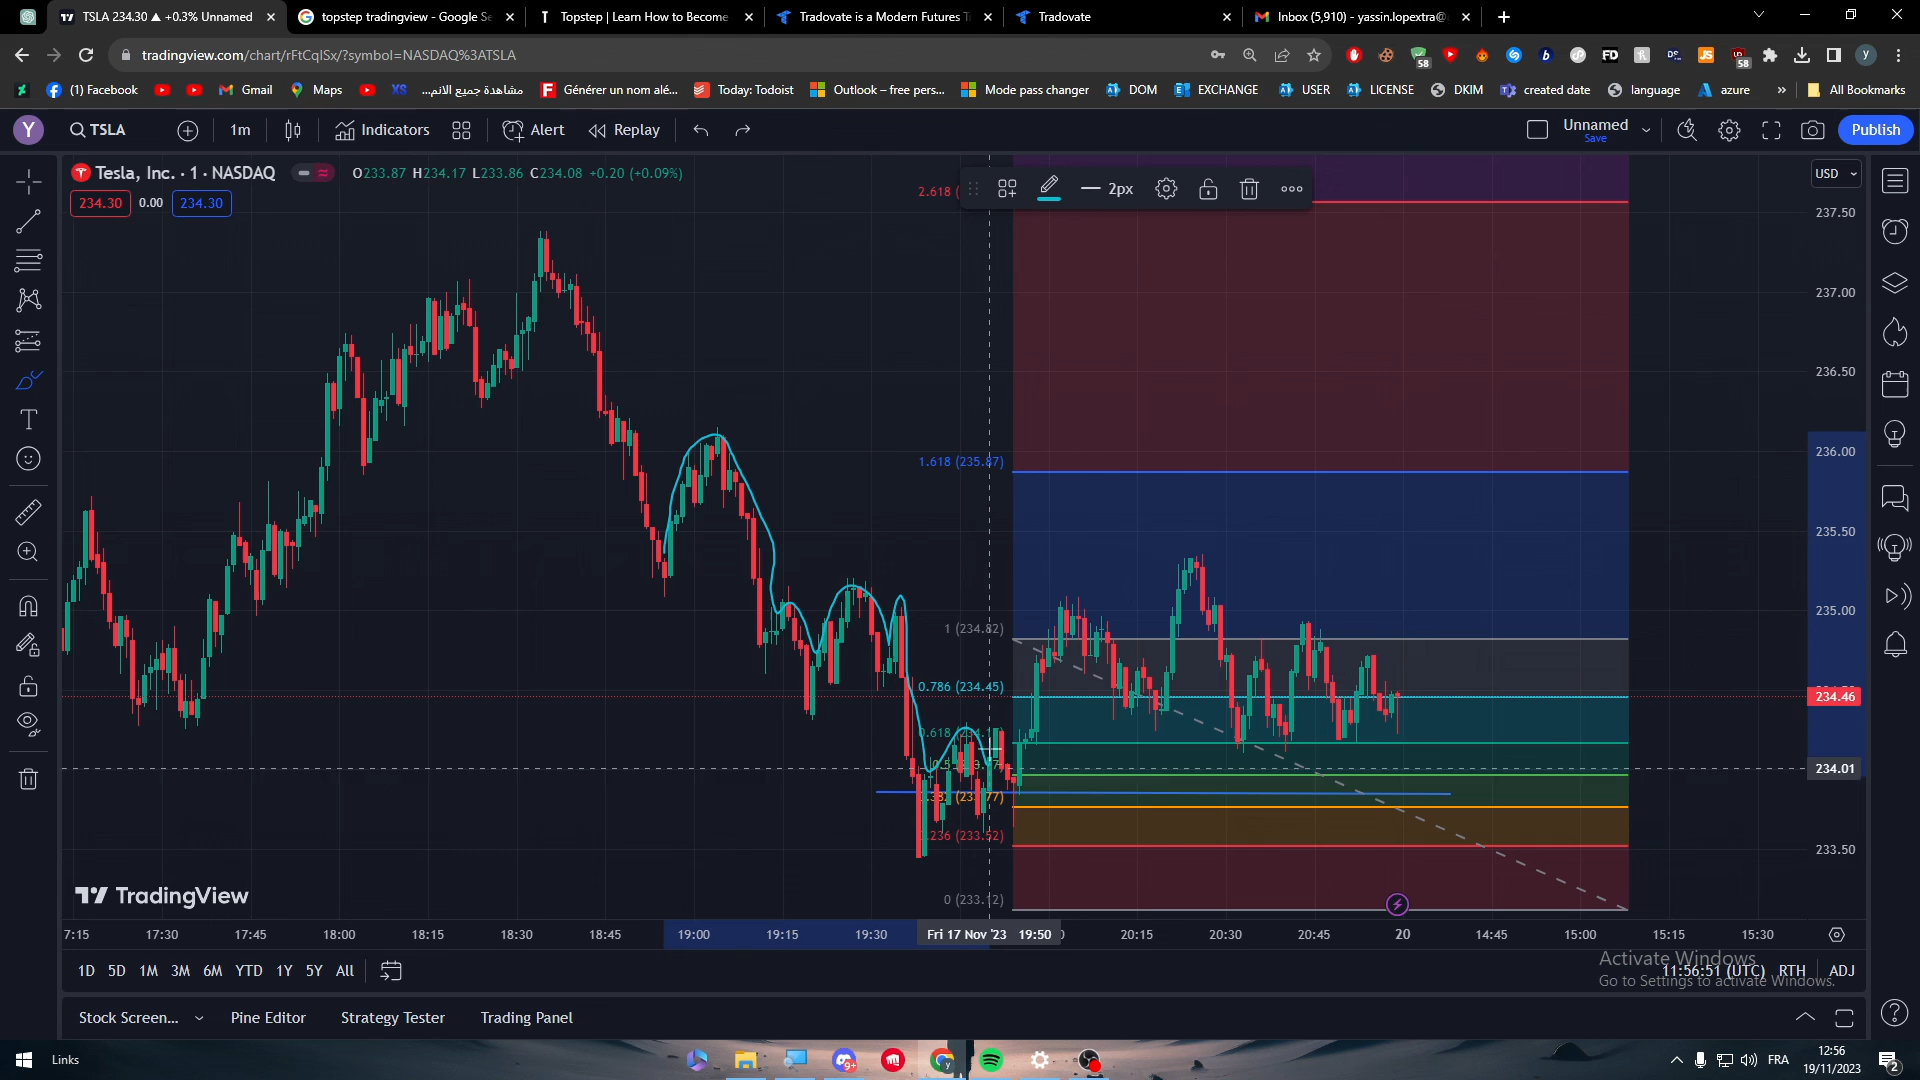 TSLA 234.30 ▲ +0.3% Unnamed
topstep tradingview - Google Se
Topstep | Learn How to Become
Tradovate is a Modern Futures T
Tradovate
Inbox (5,910) - yassin.lopextra@
tradingview.com/chart/rFtCqlSx/?symbol=NASDAQ%3ATSLA
(1) Facebook
Gmail
Maps
XS
مشاهدة جميع الانم...
Générer un nom alé...
Today: Todoist
Outlook – free pers...
Mode pass changer
DOM
EXCHANGE
USER
LICENSE
DKIM
created date
language
azure
All Bookmarks
Y
TSLA
1m
Indicators
Alert
Replay
Unnamed
Save
Publish
Tesla, Inc. · 1 · NASDAQ
O233.87 H234.17 L233.86 C234.08 +0.20 (+0.09%)
234.30 0.00 234.30
2px
USD
2.618 (
1.618 (235.87)
1 (234.82)
0.786 (234.45)
0.236 (233.52)
0 (233.12)
237.50
237.00
236.50
236.00
235.50
235.00
234.46
234.01
233.50
TradingView
7:15 17:30 17:45 18:00 18:15 18:30 18:45 19:00 19:15 19:30 Fri 17 Nov '23 19:50 20:15 20:30 20:45 20 14:45 15:00 15:15 15:30
1D 5D 1M 3M 6M YTD 1Y 5Y All
11:56:51 (UTC) RTH ADJ
Activate Windows
Go to Settings to activate Windows.
Stock Screen...
Pine Editor
Strategy Tester
Trading Panel
Links
FRA
12:56
19/11/2023
2